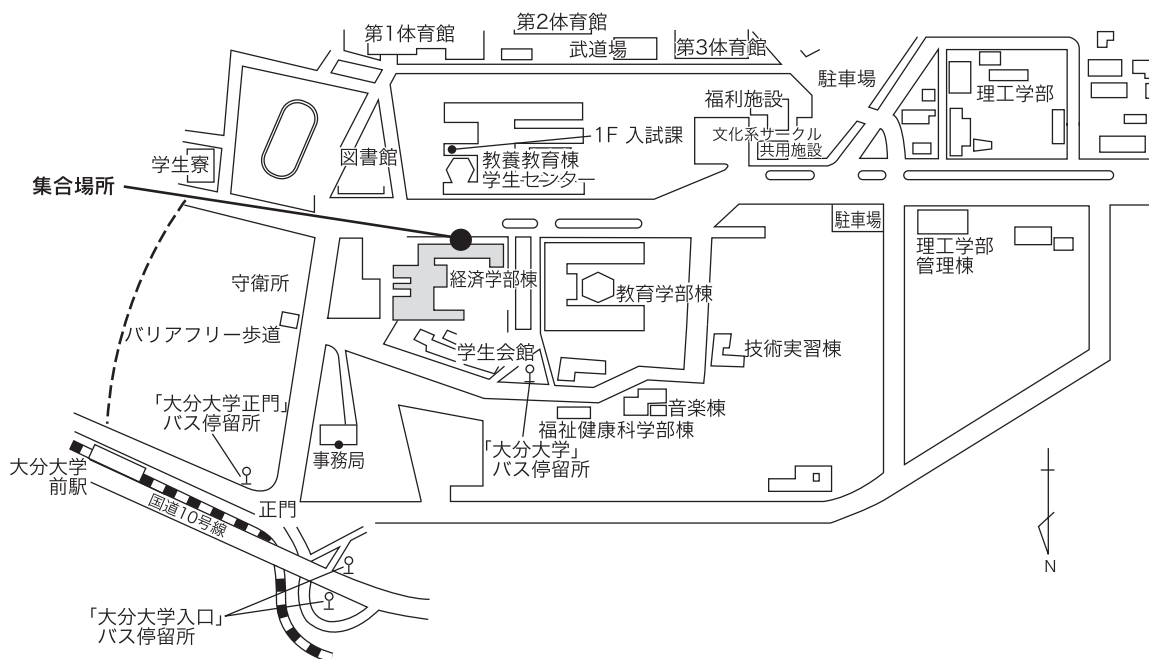 第1体育館
第2体育館
武道場
第3体育館
駐車場
福利施設
文化系サークル
共用施設
理工学部
1F 入試課
教養教育棟
学生センター
図書館
学生寮
集合場所
駐車場
理工学部
管理棟
守衛所
経済学部棟
教育学部棟
バリアフリー歩道
学生会館
技術実習棟
「大分大学正門」
バス停留所
音楽棟
福祉健康科学部棟
「大分大学」
バス停留所
事務局
大分大学
前駅
国道10号線
正門
N
「大分大学入口」
バス停留所